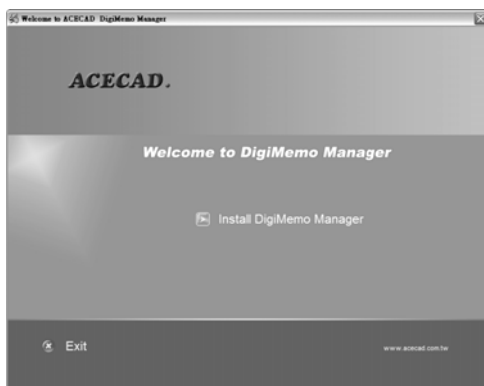 Welcome to ACECAD DigiMemo Manager
ACECAD.
Welcome to DigiMemo Manager
Install DigiMemo Manager
Exit
www.acecad.com.tw